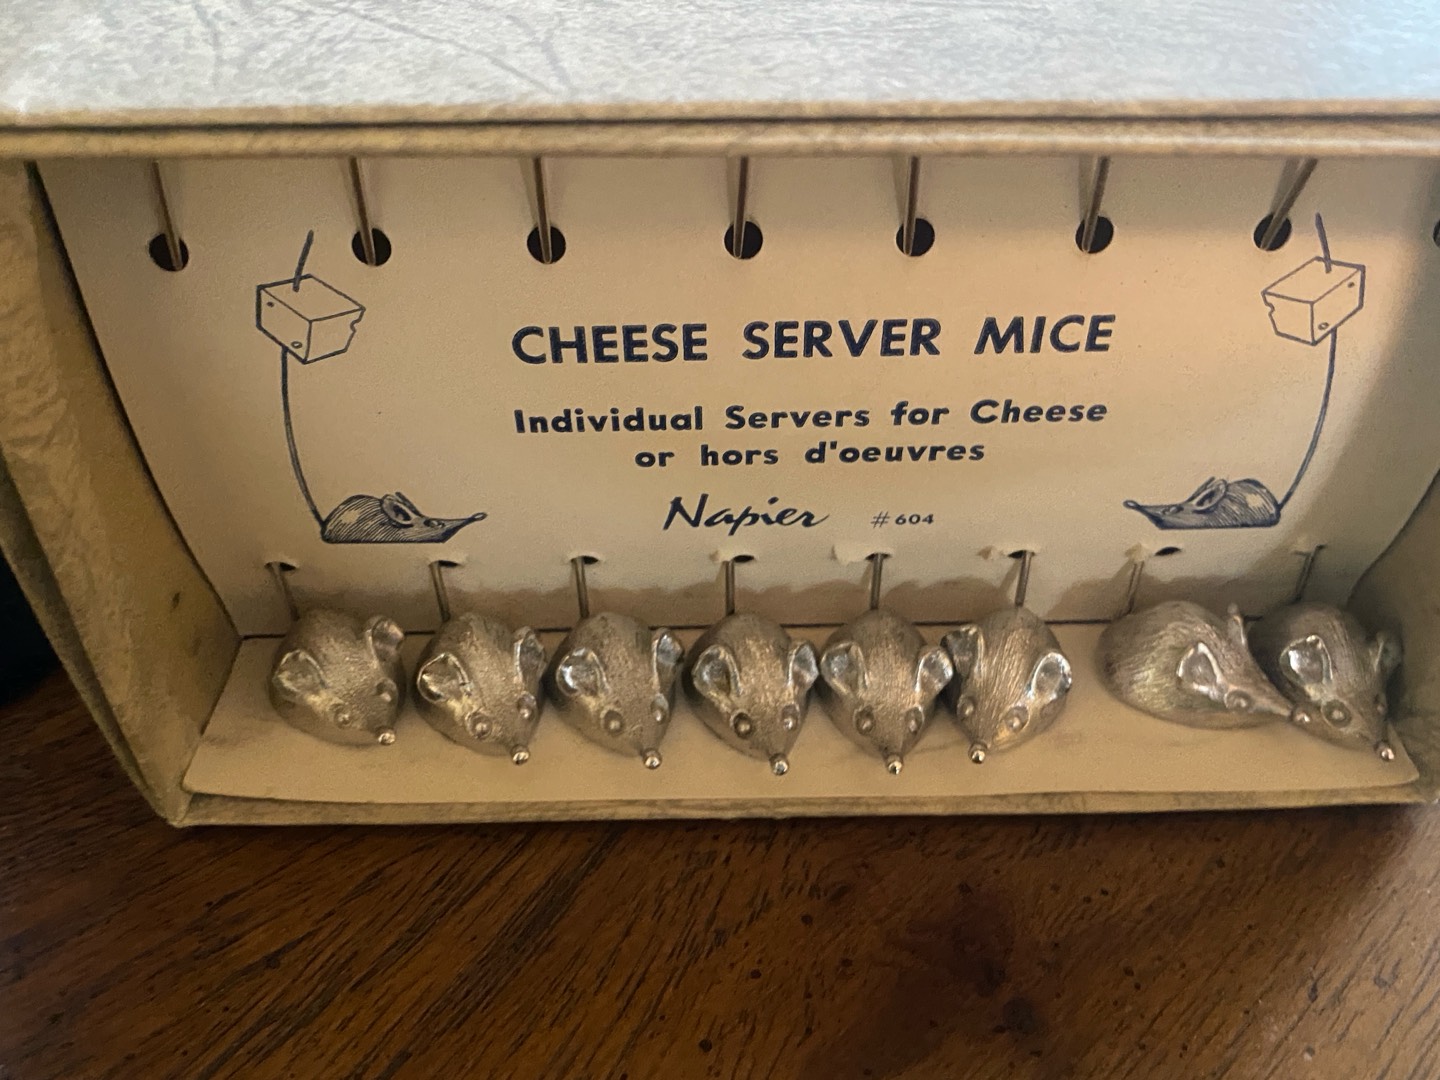 CHEESE SERVER MICE
Individual Servers for Cheese
or hors d'oeuvres
Napier #604